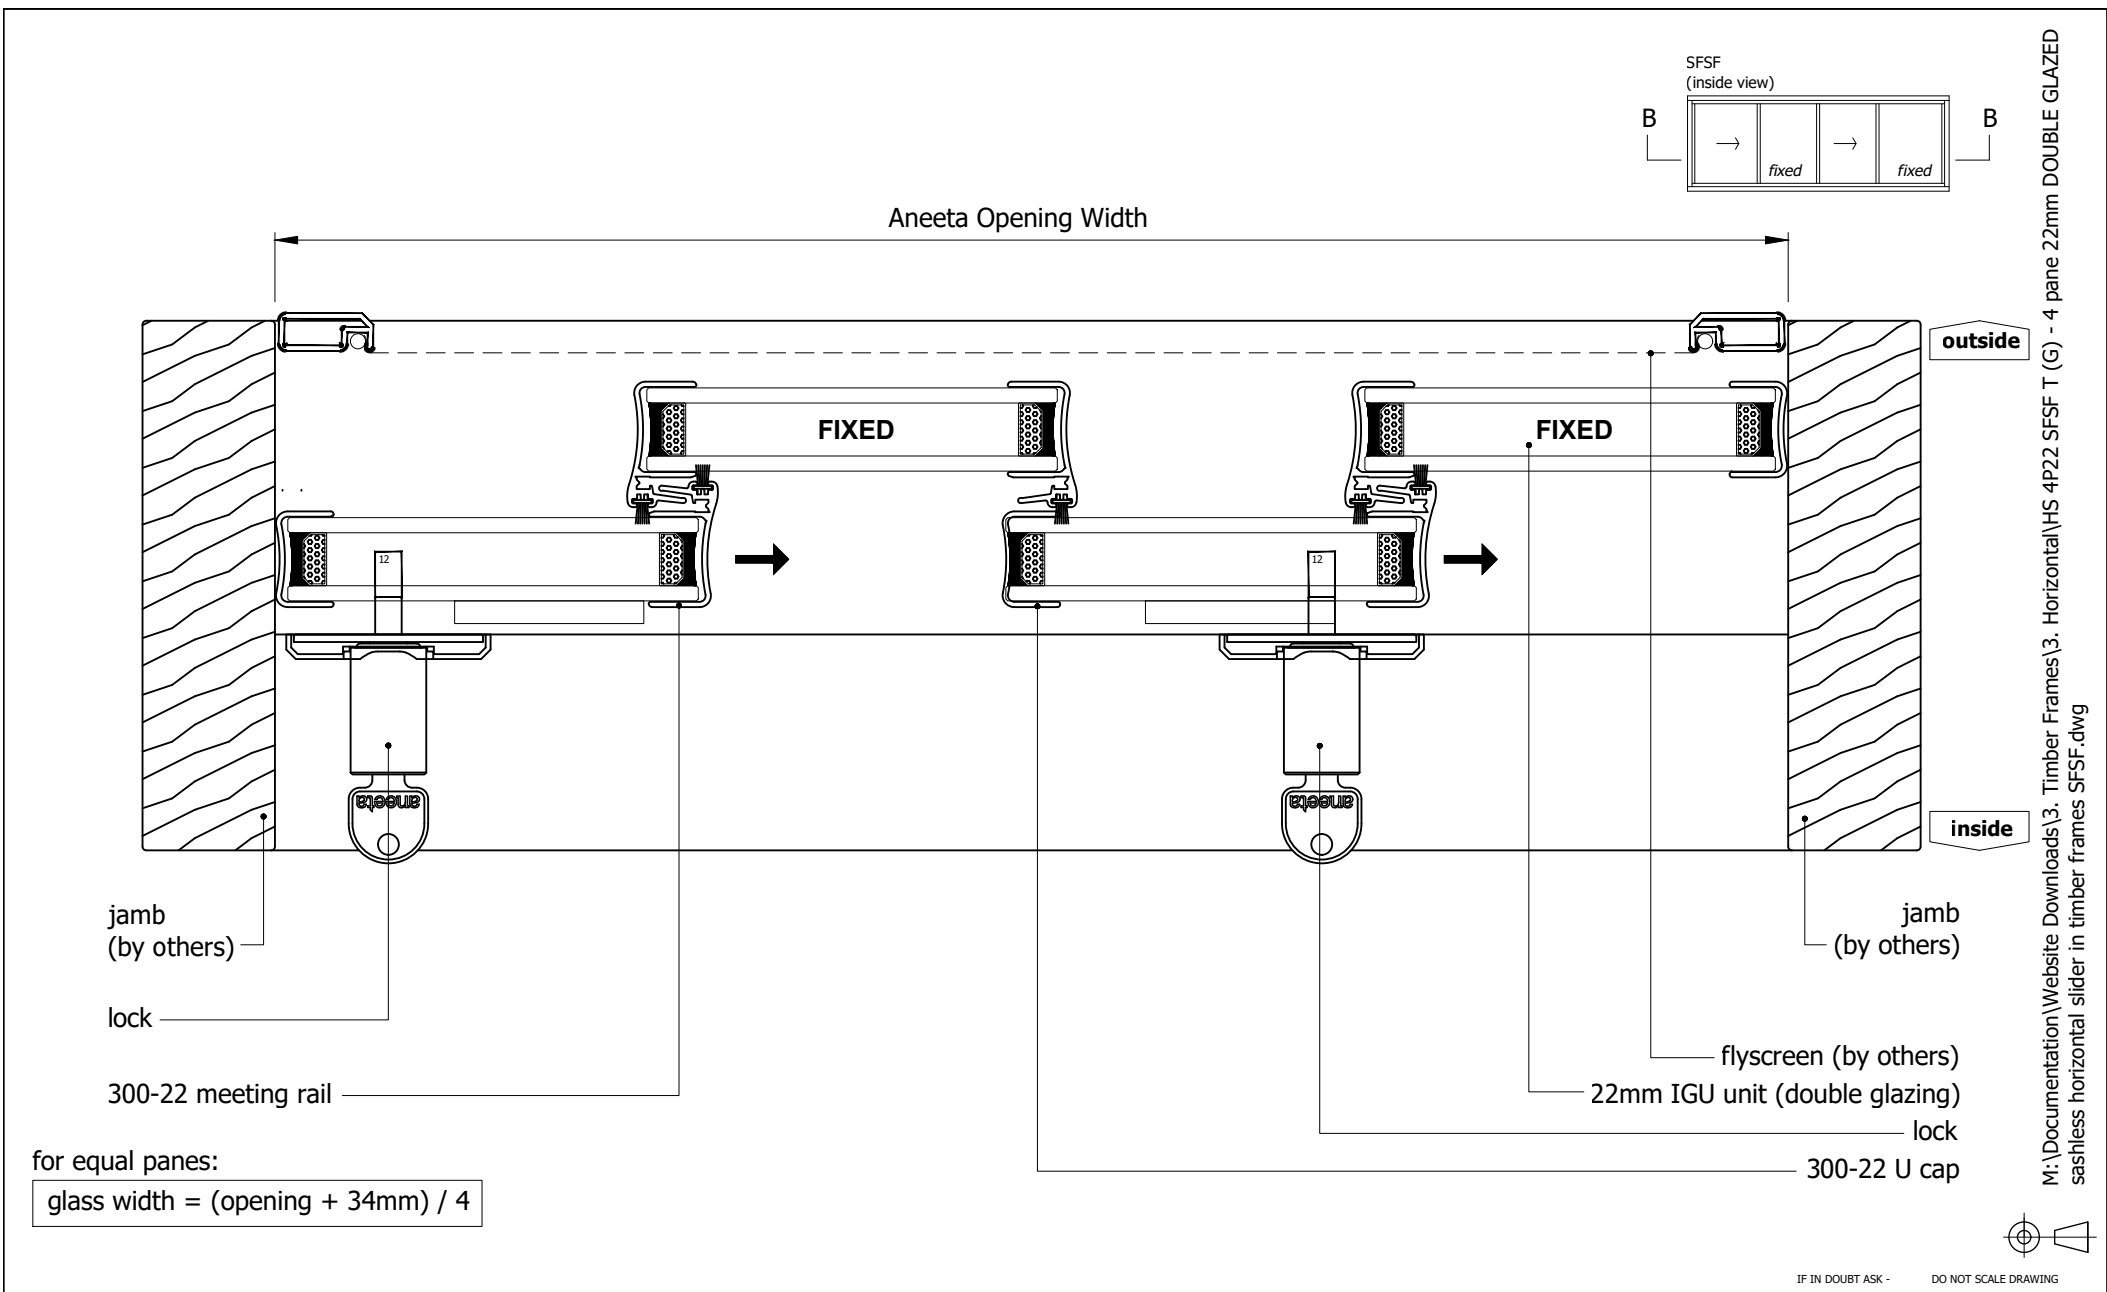 SFSF
(inside view)
B
B
fixed
fixed
Aneeta Opening Width
outside
FIXED
FIXED
12
12
aneeta
aneeta
inside
jamb
(by others)
jamb
(by others)
lock
flyscreen (by others)
300-22 meeting rail
22mm IGU unit (double glazing)
lock
300-22 U cap
for equal panes:
glass width = (opening + 34mm) / 4
M:\Documentation\Website Downloads\3. Timber Frames\3. Horizontal\HS 4P22 SFSF T (G) - 4 pane 22mm DOUBLE GLAZED
sashless horizontal slider in timber frames SFSF.dwg
IF IN DOUBT ASK - DO NOT SCALE DRAWING